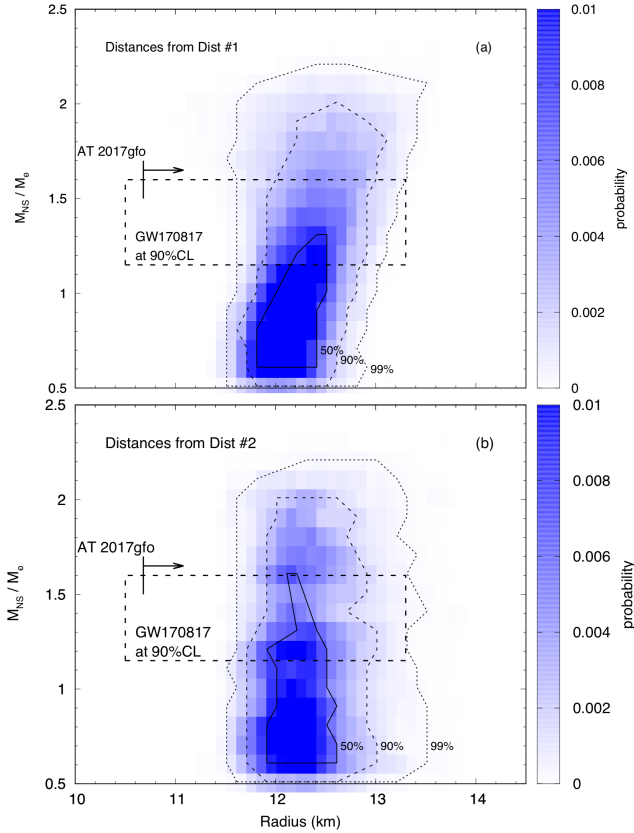 2.5
2
1.5
1
0.5
M_NS / M_e
Distances from Dist #1
(a)
AT 2017gfo
GW170817
at 90%CL
50%
90%
99%
0.01
0.008
0.006
0.004
0.002
0
probability
2.5
2
1.5
1
0.5
M_NS / M_e
Distances from Dist #2
(b)
AT 2017gfo
GW170817
at 90%CL
50%
90%
99%
0.01
0.008
0.006
0.004
0.002
0
probability
10 11 12 13 14
Radius (km)